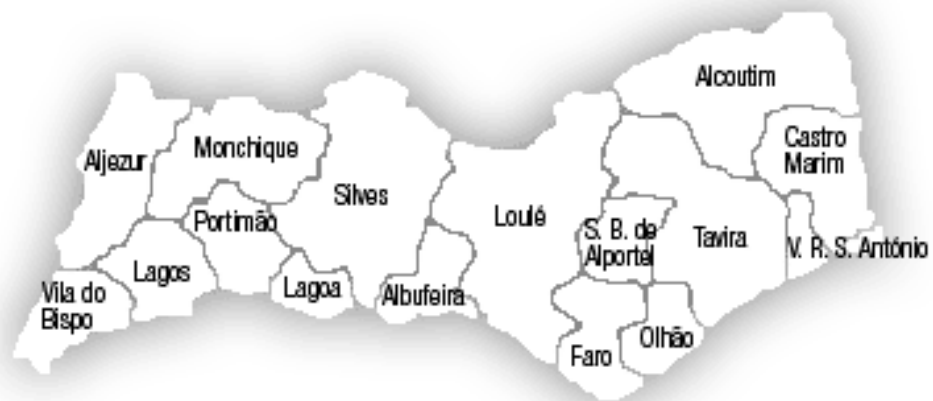 Alcoutim
Castro
Marim
Aljezur
Monchique
Silves
Portimão
Loulé
S. B. de
Alportel
Tavira
V. R. S. António
Lagos
Lagoa
Albufeira
Vila do
Bispo
Faro
Olhão